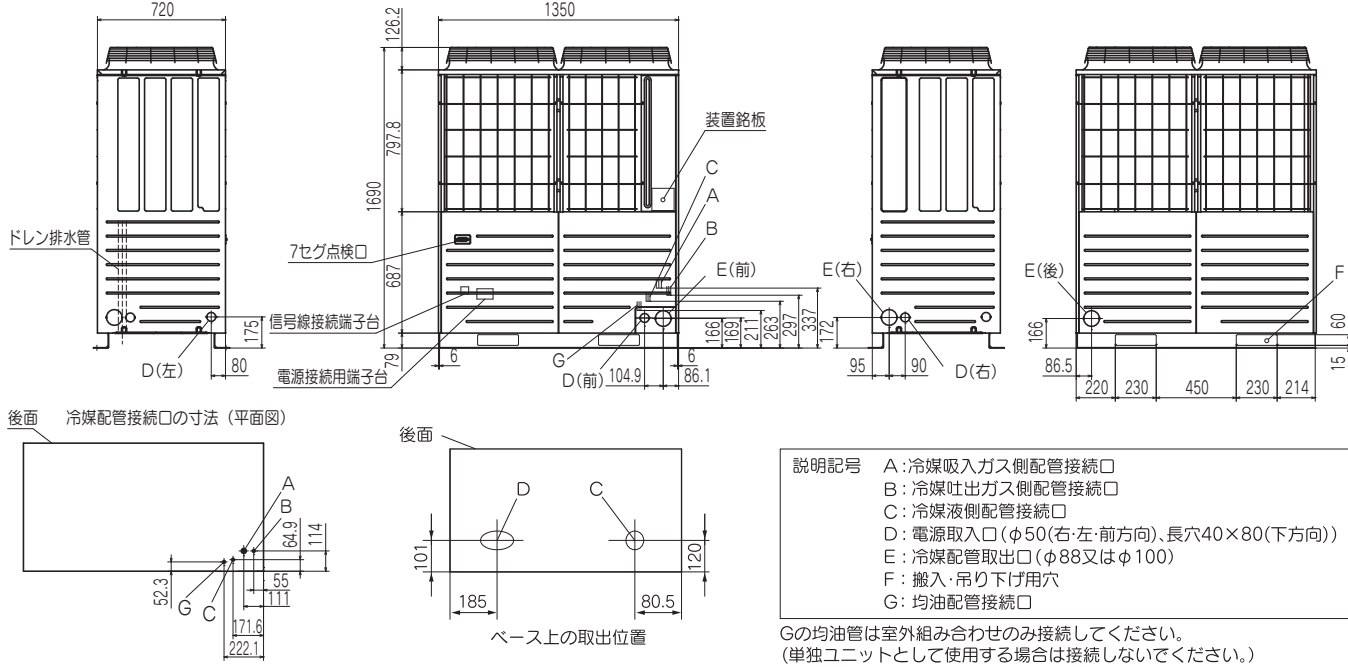 720
ドレン排水管
D(左)
175
80
1350
126.2
797.8
1690
687
79
7セグ点検口
信号線接続端子台
電源接続用端子台
装置銘板
C
A
B
E(前)
G
D(前)
6
104.9
86.1
6
166
169
211
263
297
337
E(右)
172
95
90
D(右)
E(後)
F
166
86.5
220
230
450
230
214
60
15
後面 冷媒配管接続口の寸法（平面図）
A
B
64.9
114
52.3
G
C
55
111
171.6
222.1
後面
D
C
101
120
185
80.5
ベース上の取出位置
説明記号 A:冷媒吸入ガス側配管接続口
B:冷媒吐出ガス側配管接続口
C:冷媒液側配管接続口
D:電源取入口(φ50(右・左・前方向)、長穴40×80(下方向))
E:冷媒配管取出口(φ88又はφ100)
F:搬入・吊り下げ用穴
G:均油配管接続口
Gの均油管は室外組み合わせのみ接続してください。
(単独ユニットとして使用する場合は接続しないでください。)